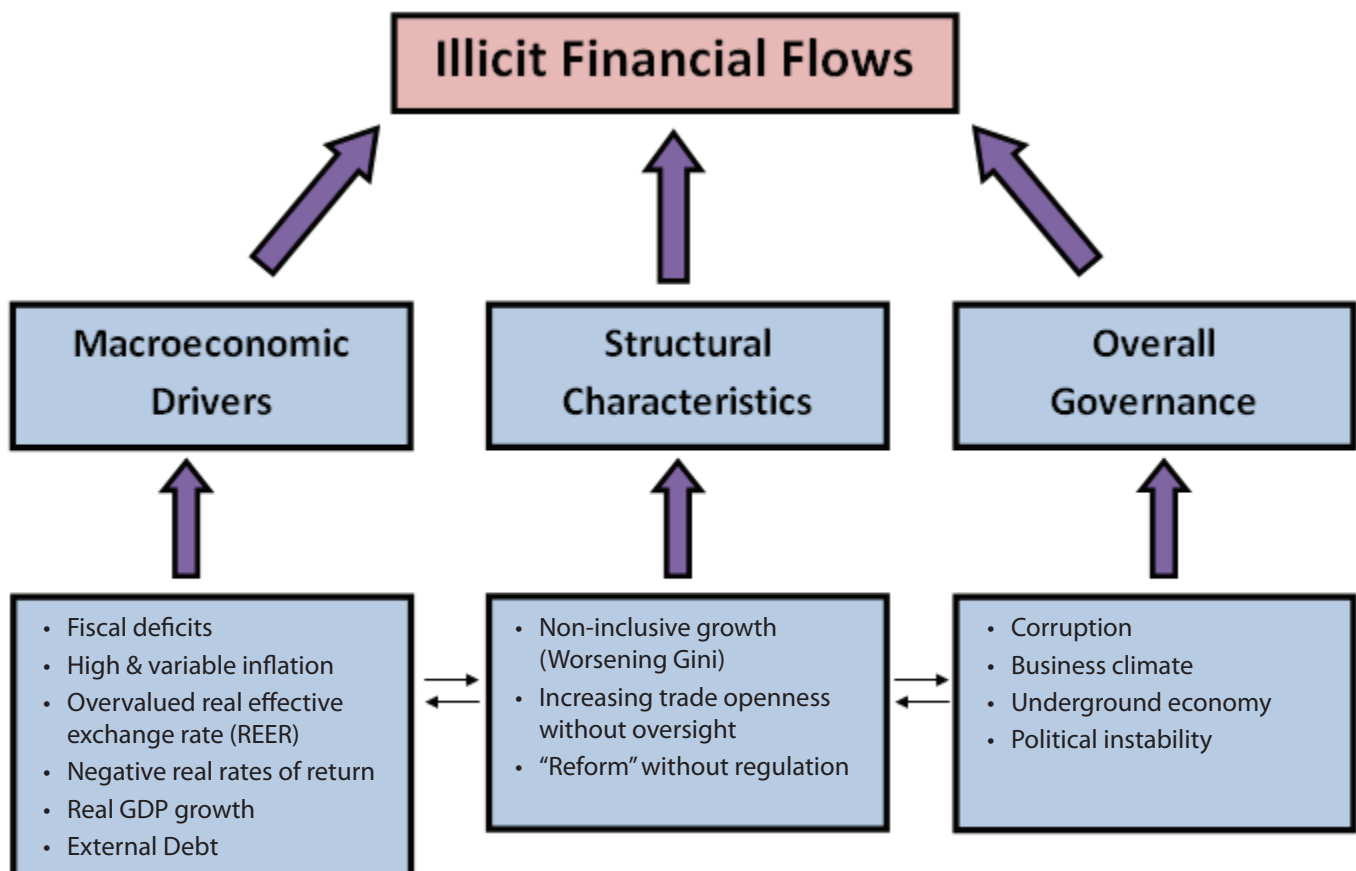 Illicit Financial Flows
Macroeconomic
Drivers
Structural
Characteristics
Overall
Governance
• Fiscal deficits
• High & variable inflation
• Overvalued real effective
exchange rate (REER)
• Negative real rates of return
• Real GDP growth
• External Debt
• Non-inclusive growth
(Worsening Gini)
• Increasing trade openness
without oversight
• “Reform” without regulation
• Corruption
• Business climate
• Underground economy
• Political instability